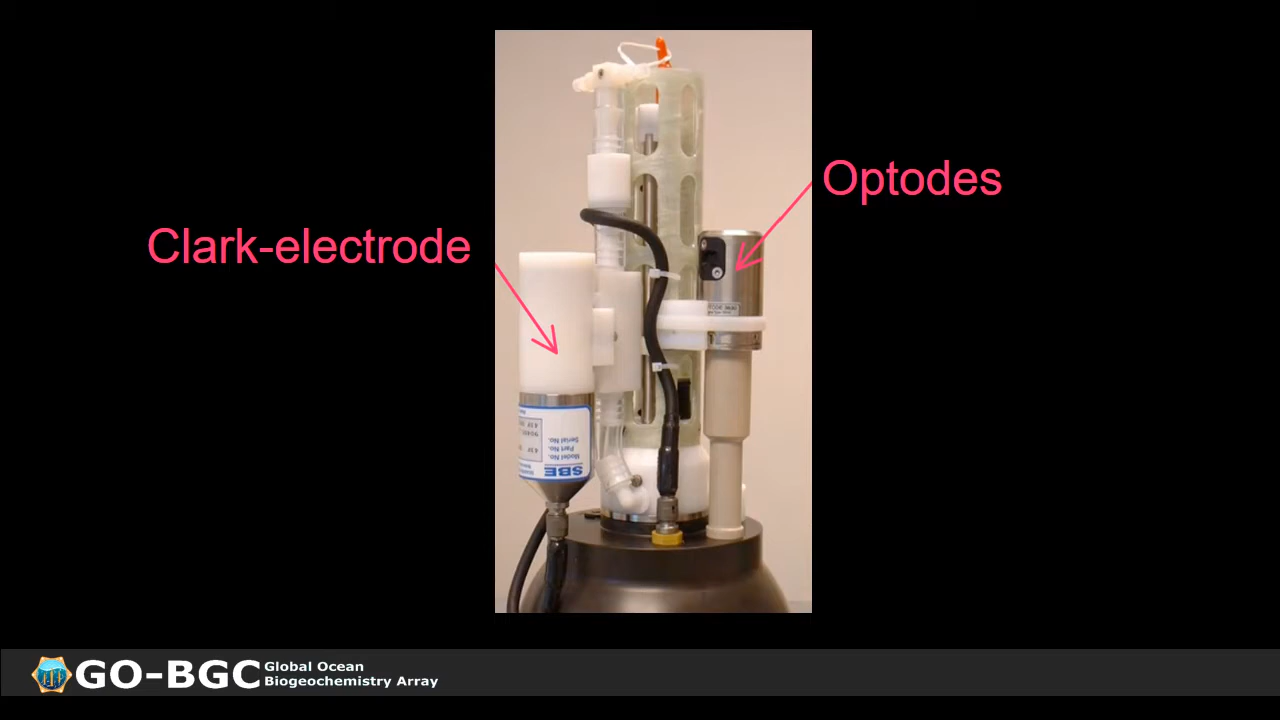 Optodes
Clark-electrode
SBE
Model No.
Part No.
Serial No.
GO-BGC Global Ocean
Biogeochemistry Array